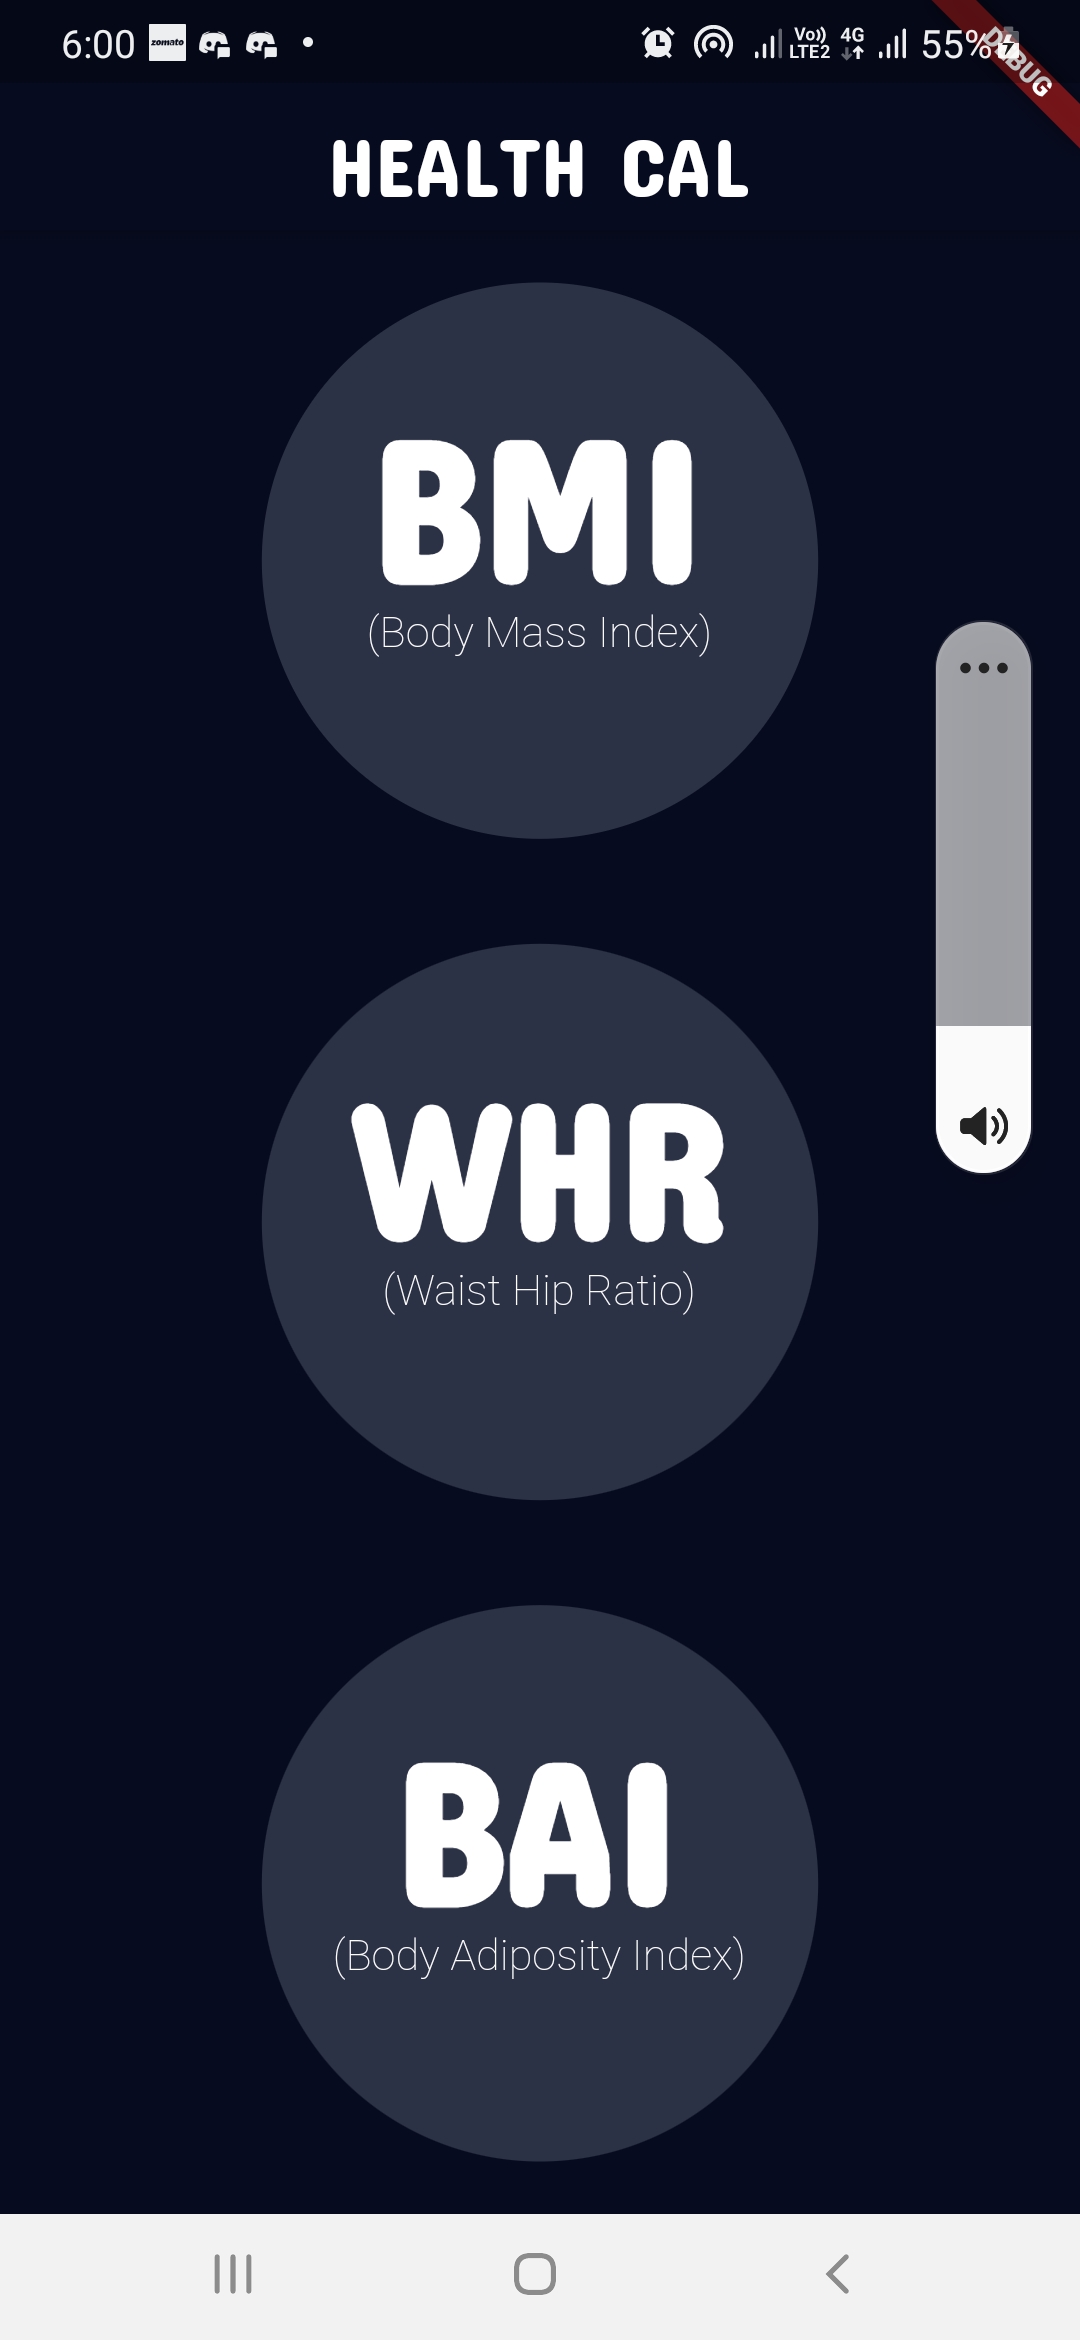 6:00 zomato Vo)) LTE2 4G 55%
DEBUG
HEALTH CAL
BMI
(Body Mass Index)
WHR
(Waist Hip Ratio)
BAI
(Body Adiposity Index)